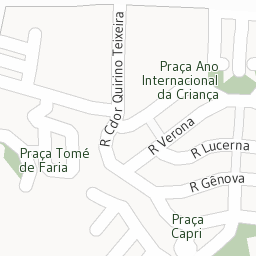 R Cdor Quirino Teixeira
Praça Ano
Internacional
da Criança
R Verona
R Lucerna
Praça Tomé
de Faria
R Gênova
Praça
Capri